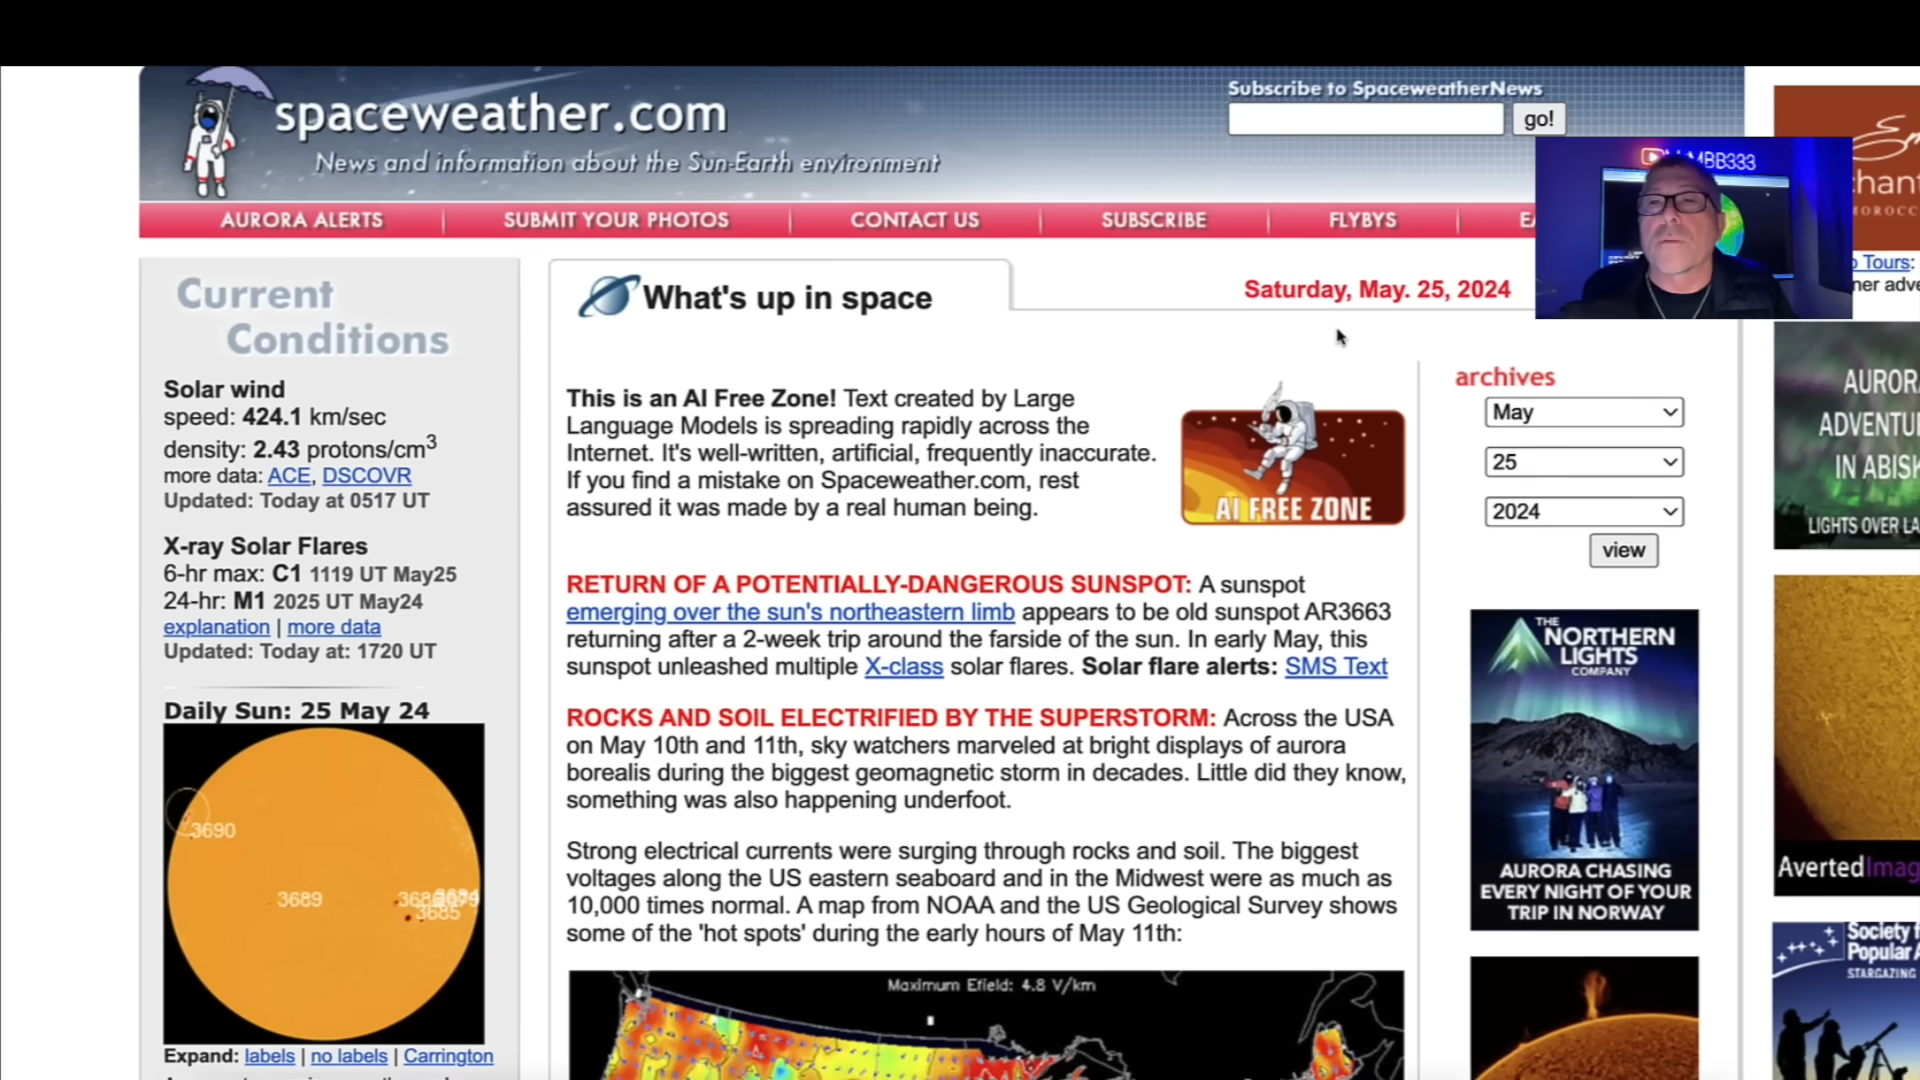 spaceweather.com
News and information about the Sun-Earth environment
Subscribe to SpaceweatherNews
go!
AURORA ALERTS
SUBMIT YOUR PHOTOS
CONTACT US
SUBSCRIBE
FLYBYS
MBB333
Current
Conditions
Solar wind
speed: 424.1 km/sec
density: 2.43 protons/cm3
more data: ACE, DSCOVR
Updated: Today at 0517 UT
X-ray Solar Flares
6-hr max: C1 1119 UT May25
24-hr: M1 2025 UT May24
explanation | more data
Updated: Today at: 1720 UT
Daily Sun: 25 May 24
3690
3689
3685
Expand: labels | no labels | Carrington
What's up in space
Saturday, May. 25, 2024
This is an AI Free Zone! Text created by Large
Language Models is spreading rapidly across the
Internet. It's well-written, artificial, frequently inaccurate.
If you find a mistake on Spaceweather.com, rest
assured it was made by a real human being.
AI FREE ZONE
RETURN OF A POTENTIALLY-DANGEROUS SUNSPOT: A sunspot
emerging over the sun's northeastern limb appears to be old sunspot AR3663
returning after a 2-week trip around the farside of the sun. In early May, this
sunspot unleashed multiple X-class solar flares. Solar flare alerts: SMS Text
ROCKS AND SOIL ELECTRIFIED BY THE SUPERSTORM: Across the USA
on May 10th and 11th, sky watchers marveled at bright displays of aurora
borealis during the biggest geomagnetic storm in decades. Little did they know,
something was also happening underfoot.
Strong electrical currents were surging through rocks and soil. The biggest
voltages along the US eastern seaboard and in the Midwest were as much as
10,000 times normal. A map from NOAA and the US Geological Survey shows
some of the 'hot spots' during the early hours of May 11th:
Maximum Efield: 4.8 V/km
archives
May
25
2024
view
THE
NORTHERN
LIGHTS
COMPANY
AURORA CHASING
EVERY NIGHT OF YOUR
TRIP IN NORWAY
Tours:
AURORA
IN ABISK
LIGHTS OVER LA
AvertedImag
Society f
Popular A
STARGAZING